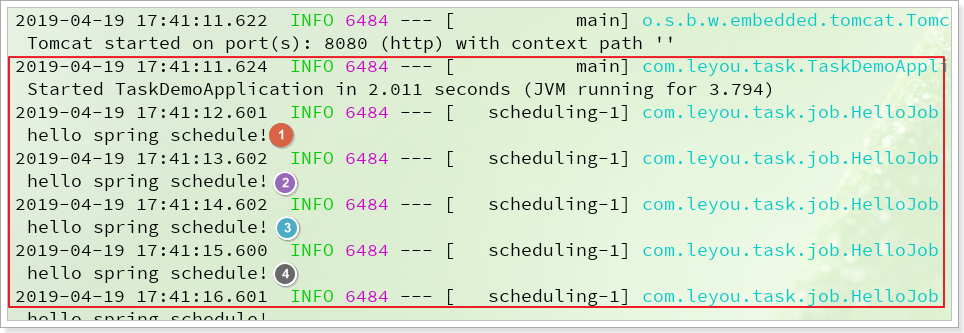 2019-04-19 17:41:11.622  INFO 6484 --- [           main] o.s.b.w.embedded.tomcat.Tomc
Tomcat started on port(s): 8080 (http) with context path ''
2019-04-19 17:41:11.624  INFO 6484 --- [           main] com.leyou.task.TaskDemoAppli
Started TaskDemoApplication in 2.011 seconds (JVM running for 3.794)
2019-04-19 17:41:12.601  INFO 6484 --- [   scheduling-1] com.leyou.task.job.HelloJob
hello spring schedule! 1
2019-04-19 17:41:13.602  INFO 6484 --- [   scheduling-1] com.leyou.task.job.HelloJob
hello spring schedule! 2
2019-04-19 17:41:14.602  INFO 6484 --- [   scheduling-1] com.leyou.task.job.HelloJob
hello spring schedule! 3
2019-04-19 17:41:15.600  INFO 6484 --- [   scheduling-1] com.leyou.task.job.HelloJob
hello spring schedule! 4
2019-04-19 17:41:16.601  INFO 6484 --- [   scheduling-1] com.leyou.task.job.HelloJob
hello spring schedule!